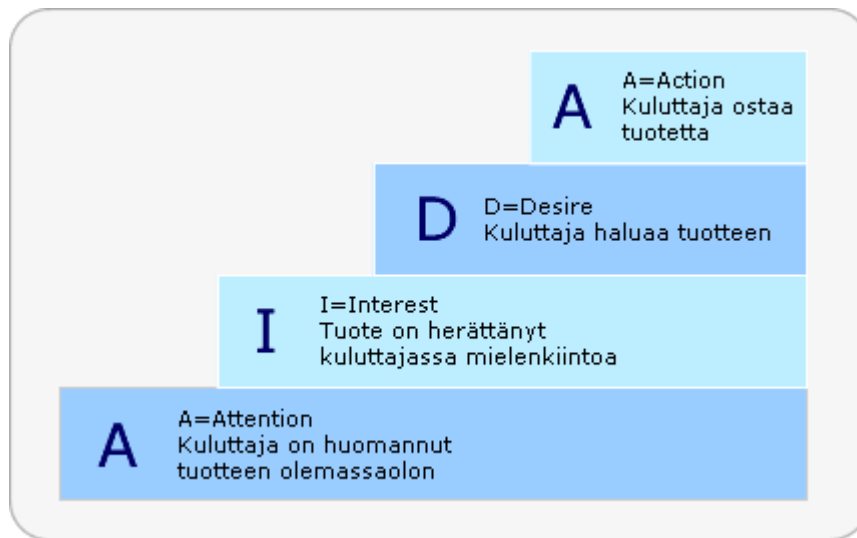 A
A=Action
Kuluttaja ostaa
tuotetta
D
D=Desire
Kuluttaja haluaa tuotteen
I
I=Interest
Tuote on herättänyt
kuluttajassa mielenkiintoa
A
A=Attention
Kuluttaja on huomannut
tuotteen olemassaolon